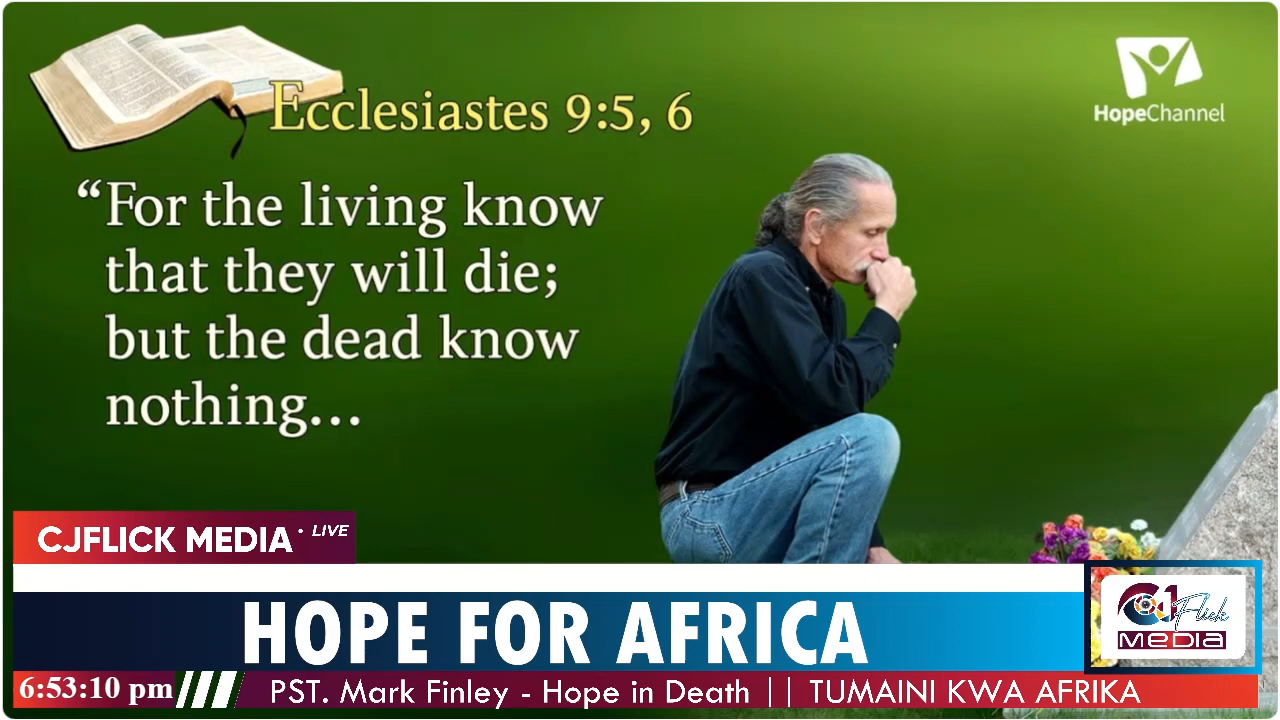 Ecclesiastes 9:5, 6
HopeChannel
“For the living know
that they will die;
but the dead know
nothing...
CJFLICK MEDIA • LIVE
HOPE FOR AFRICA
Flick
MEDIA
6:53:10 pm
PST. Mark Finley - Hope in Death || TUMAINI KWA AFRIKA